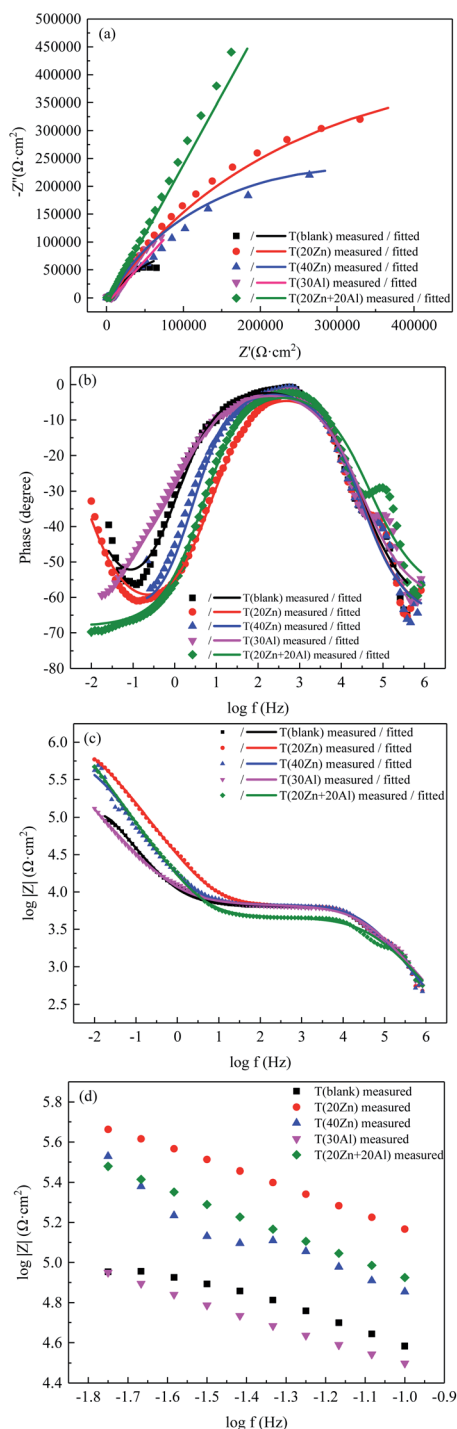 (a)
500000
450000
400000
350000
300000
250000
200000
150000
100000
50000
0
-Z''(Ω·cm²)
/ T(blank) measured / fitted
/ T(20Zn) measured / fitted
/ T(40Zn) measured / fitted
/ T(30Al) measured / fitted
/ T(20Zn+20Al) measured / fitted
0 100000 200000 300000 400000
Z'(Ω·cm²)
(b)
0
-10
-20
-30
-40
-50
-60
-70
-80
Phase (degree)
/ T(blank) measured / fitted
/ T(20Zn) measured / fitted
/ T(40Zn) measured / fitted
/ T(30Al) measured / fitted
/ T(20Zn+20Al) measured / fitted
-2 -1 0 1 2 3 4 5 6
log f (Hz)
(c)
6.0
5.5
5.0
4.5
4.0
3.5
3.0
2.5
log |Z| (Ω·cm²)
/ T(blank) measured / fitted
/ T(20Zn) measured / fitted
/ T(40Zn) measured / fitted
/ T(30Al) measured / fitted
/ T(20Zn+20Al) measured / fitted
-2 -1 0 1 2 3 4 5 6
log f (Hz)
(d)
6.0
5.8
5.6
5.4
5.2
5.0
4.8
4.6
4.4
log |Z| (Ω·cm²)
T(blank) measured
T(20Zn) measured
T(40Zn) measured
T(30Al) measured
T(20Zn+20Al) measured
-1.8 -1.7 -1.6 -1.5 -1.4 -1.3 -1.2 -1.1 -1.0 -0.9
log f (Hz)